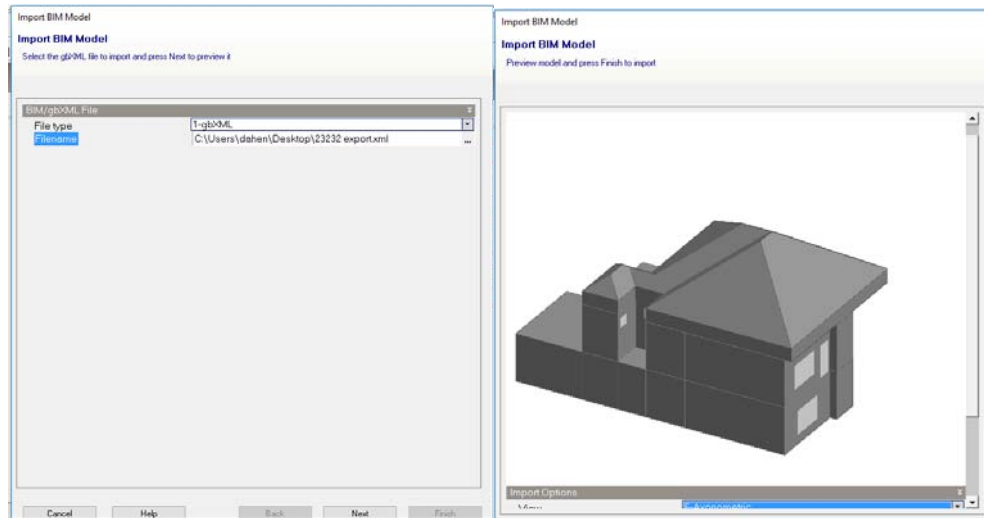 Import BIM Model
Import BIM Model
Select the gbXML file to import and press Next to preview it
BIM/gbXML File
File type
1-gbXML
Filename
C:\Users\dahen\Desktop\23232 export.xml
...
Cancel
Help
Back
Next
Finish
Import BIM Model
Import BIM Model
Preview model and press Finish to import
Import Options
View
Axonometric